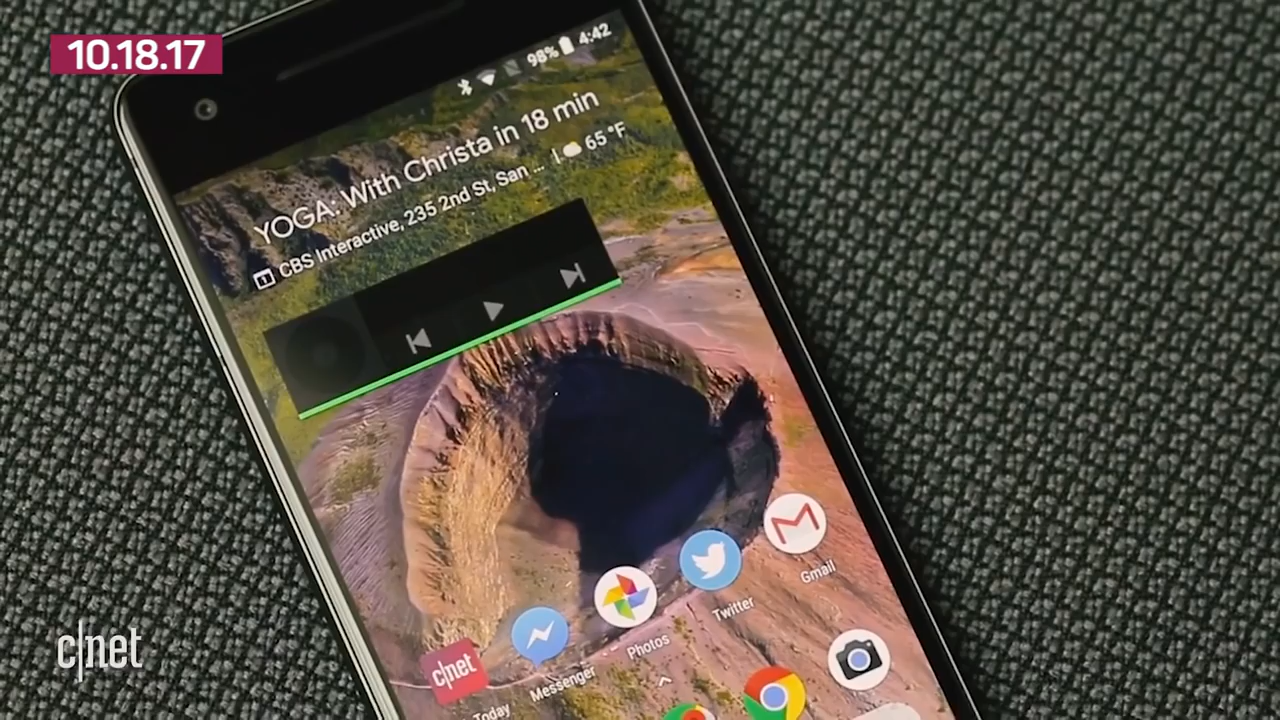 10.18.17
98% 4:42
YOGA: With Christa in 18 min
CBS Interactive, 235 2nd St, San ... | 65°F
Gmail
Twitter
Photos
Messenger
c|net
Today
c|net